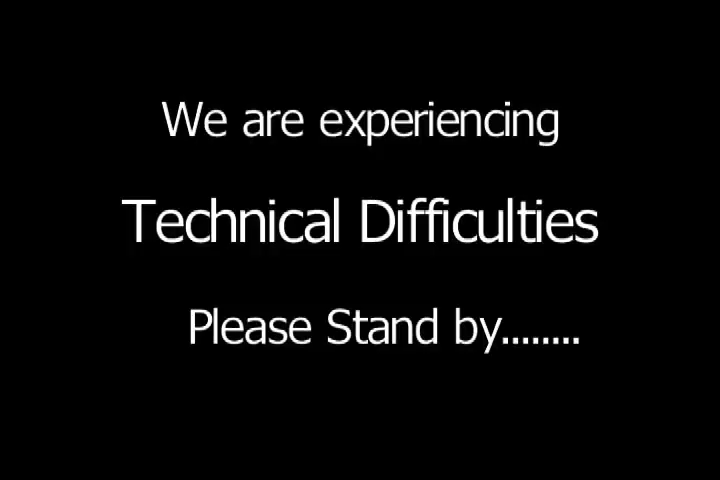 We are experiencing
Technical Difficulties
Please Stand by........